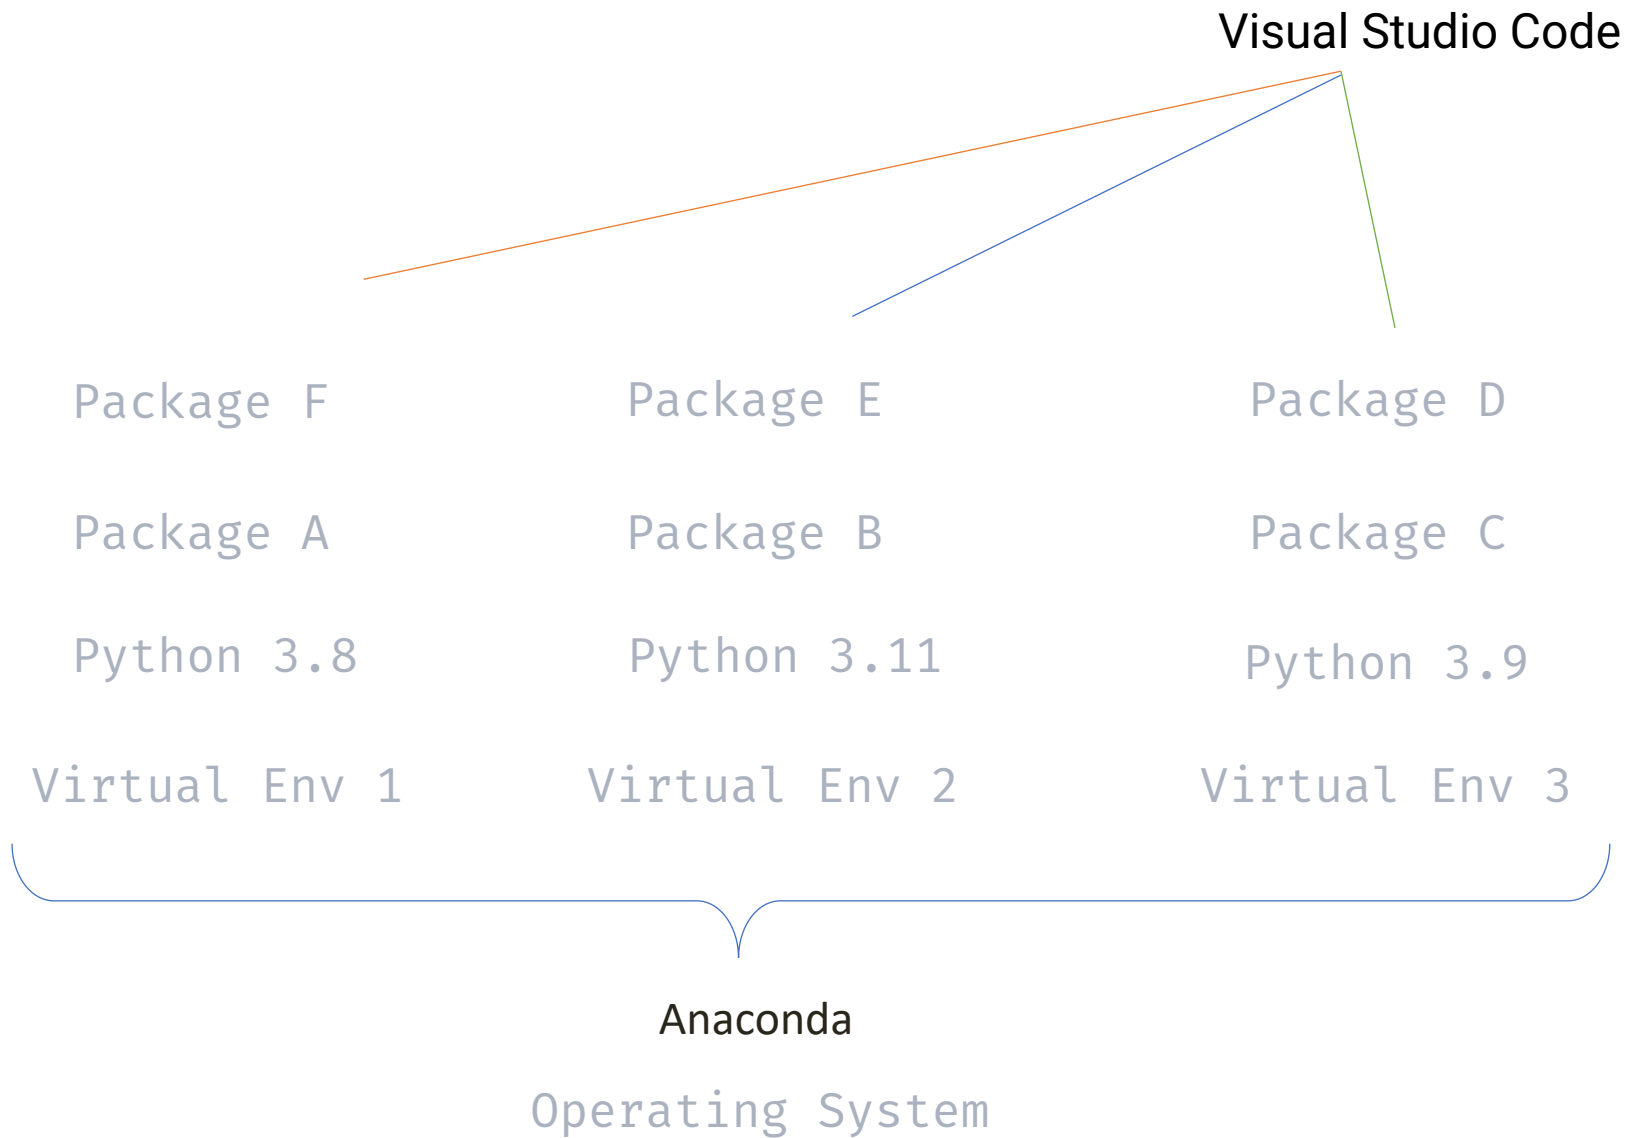 Visual Studio Code
Package F
Package E
Package D
Package A
Package B
Package C
Python 3.8
Python 3.11
Python 3.9
Virtual Env 1
Virtual Env 2
Virtual Env 3
Anaconda
Operating System